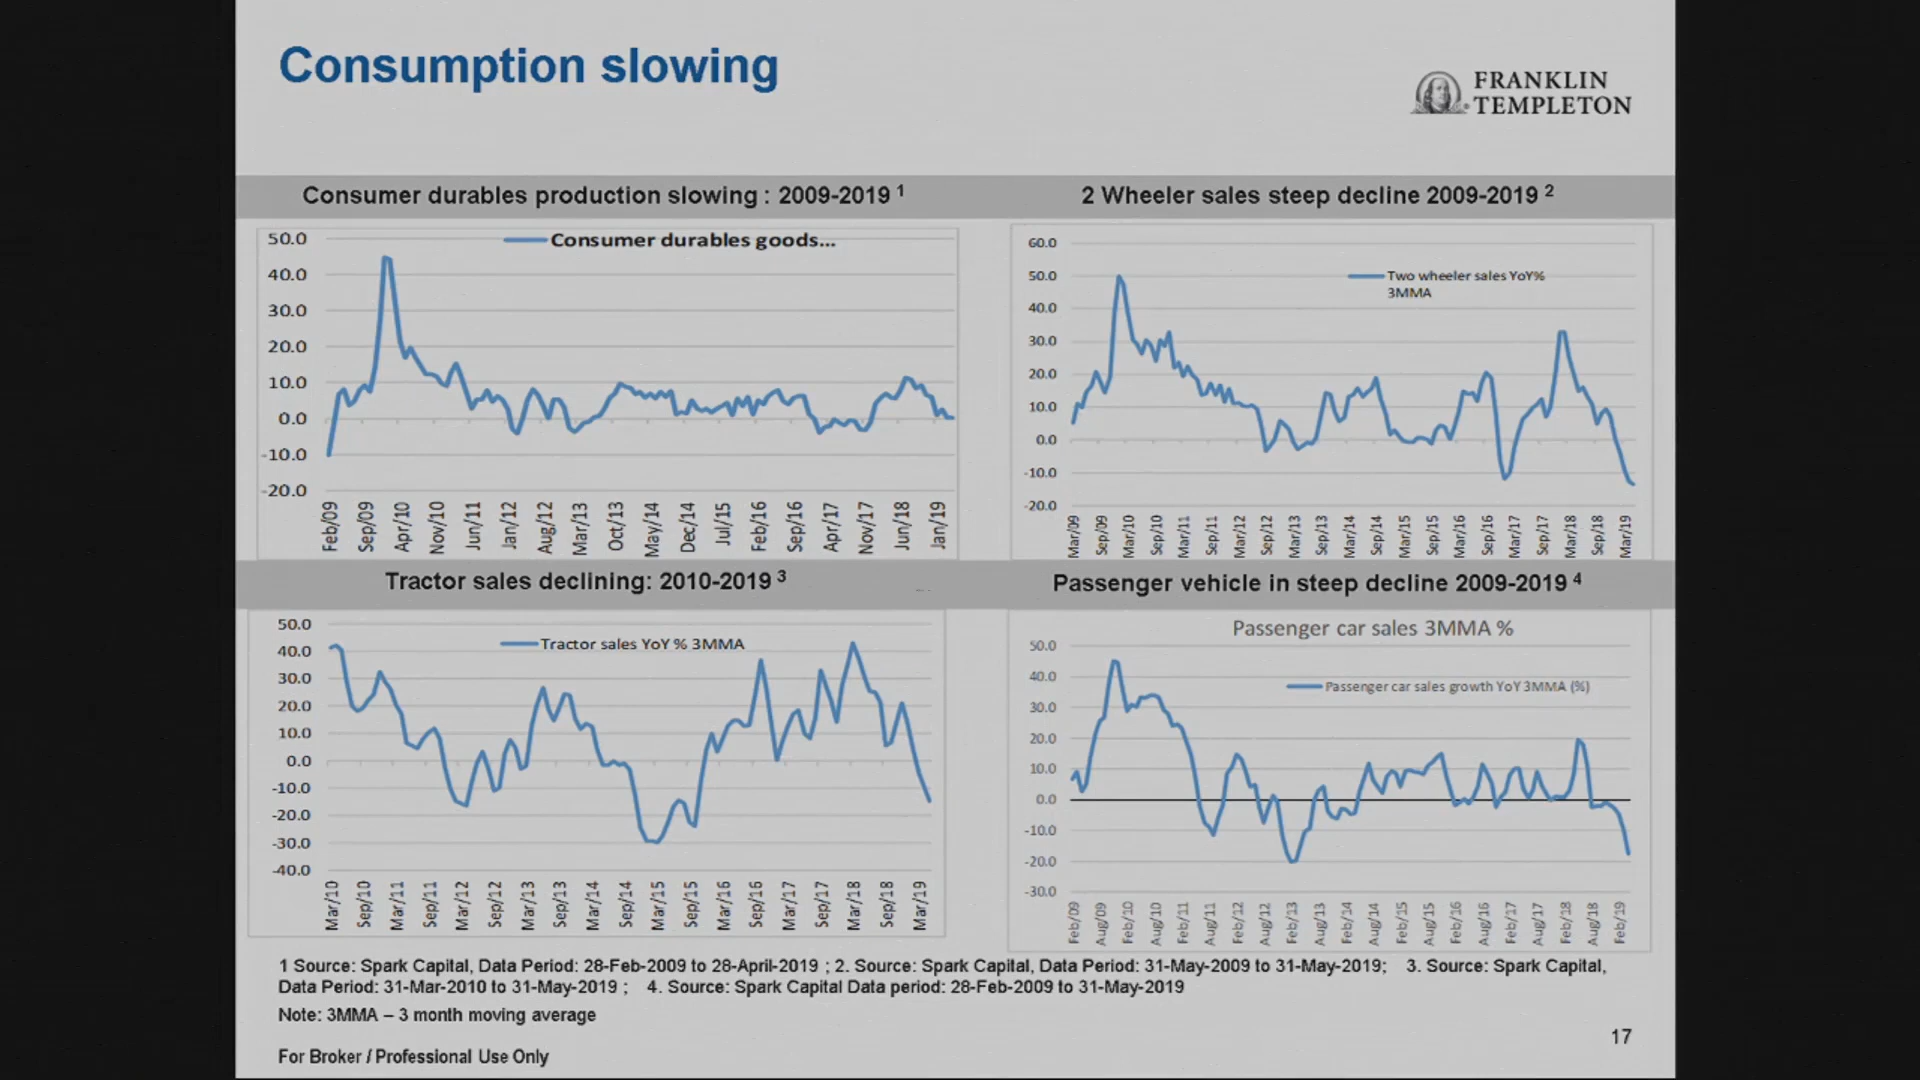 Consumption slowing
FRANKLIN
TEMPLETON
Consumer durables production slowing : 2009-2019 1
2 Wheeler sales steep decline 2009-2019 2
Consumer durables goods...
50.0
40.0
30.0
20.0
10.0
0.0
-10.0
-20.0
Feb/09 Sep/09 Apr/10 Nov/10 Jun/11 Jan/12 Aug/12 Mar/13 Oct/13 May/14 Dec/14 Jul/15 Feb/16 Sep/16 Apr/17 Nov/17 Jun/18 Jan/19
Two wheeler sales YoY%
3MMA
60.0
50.0
40.0
30.0
20.0
10.0
0.0
-10.0
-20.0
Mar/09 Sep/09 Mar/10 Sep/10 Mar/11 Sep/11 Mar/12 Sep/12 Mar/13 Sep/13 Mar/14 Sep/14 Mar/15 Sep/15 Mar/16 Sep/16 Mar/17 Sep/17 Mar/18 Sep/18 Mar/19
Tractor sales declining: 2010-2019 3
Passenger vehicle in steep decline 2009-2019 4
Tractor sales YoY % 3MMA
50.0
40.0
30.0
20.0
10.0
0.0
-10.0
-20.0
-30.0
-40.0
Mar/10 Sep/10 Mar/11 Sep/11 Mar/12 Sep/12 Mar/13 Sep/13 Mar/14 Sep/14 Mar/15 Sep/15 Mar/16 Sep/16 Mar/17 Sep/17 Mar/18 Sep/18 Mar/19
Passenger car sales 3MMA %
Passenger car sales growth YoY 3MMA (%)
50.0
40.0
30.0
20.0
10.0
0.0
-10.0
-20.0
-30.0
Feb/09 Aug/09 Feb/10 Aug/10 Feb/11 Aug/11 Feb/12 Aug/12 Feb/13 Aug/13 Feb/14 Aug/14 Feb/15 Aug/15 Feb/16 Aug/16 Feb/17 Aug/17 Feb/18 Aug/18 Feb/19
1 Source: Spark Capital, Data Period: 28-Feb-2009 to 28-April-2019 ; 2. Source: Spark Capital, Data Period: 31-May-2009 to 31-May-2019; 3. Source: Spark Capital,
Data Period: 31-Mar-2010 to 31-May-2019 ; 4. Source: Spark Capital Data period: 28-Feb-2009 to 31-May-2019
Note: 3MMA – 3 month moving average
17
For Broker / Professional Use Only